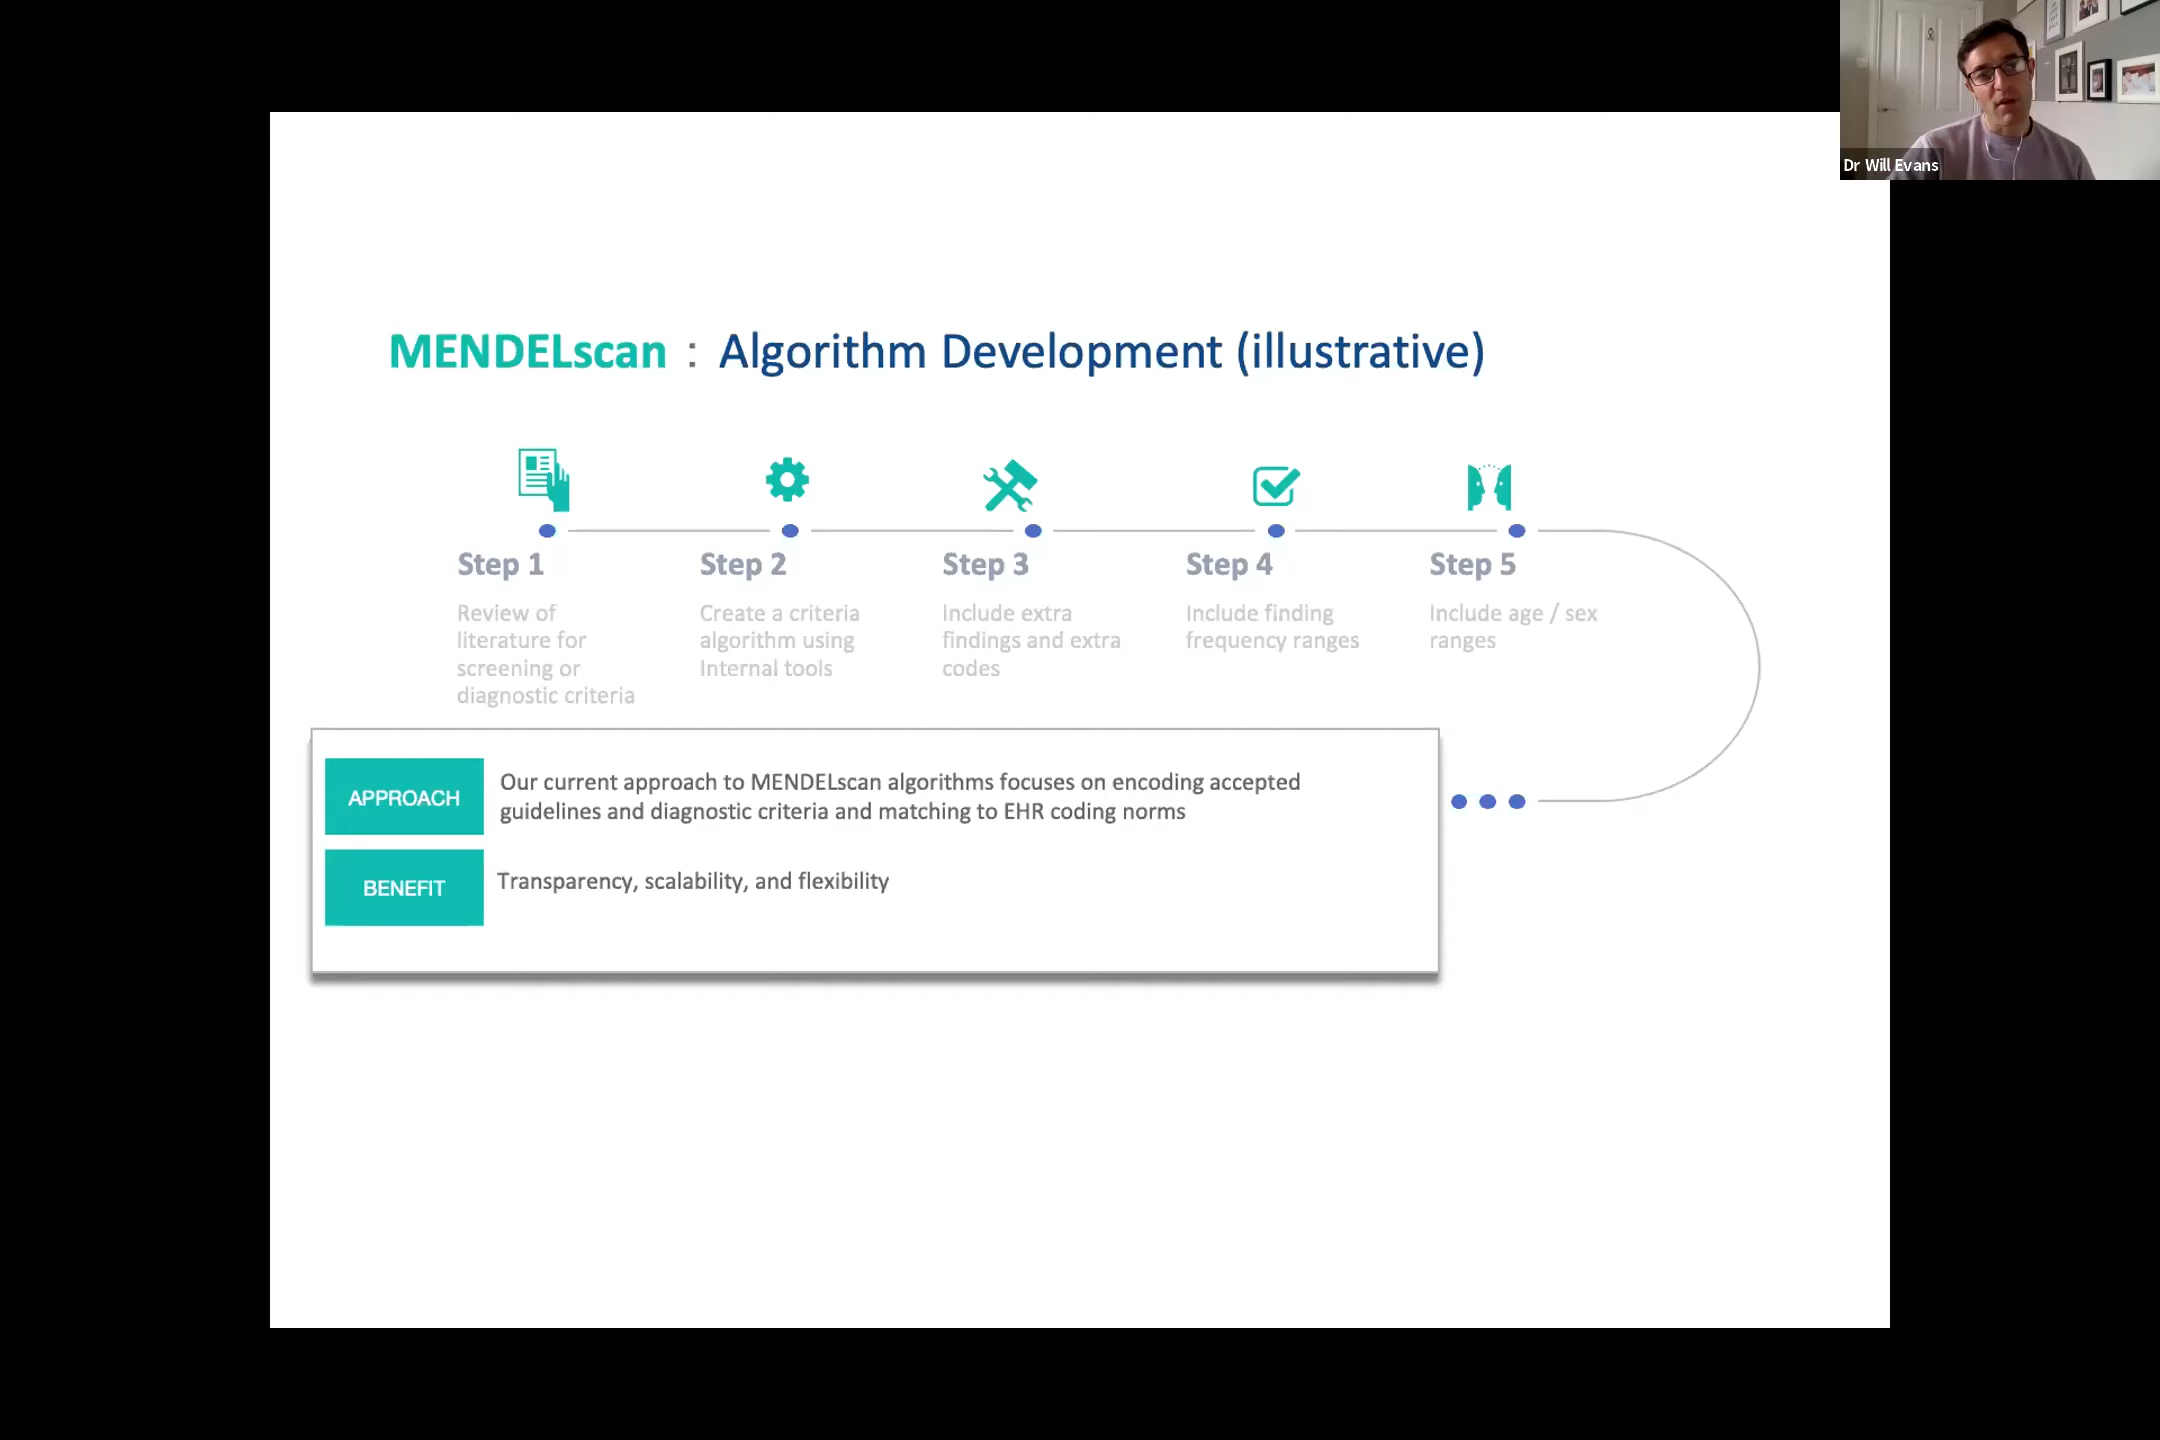 Dr Will Evans
MENDELscan : Algorithm Development (illustrative)
Step 1
Review of
literature for
screening or
diagnostic criteria
Step 2
Create a criteria
algorithm using
Internal tools
Step 3
Include extra
findings and extra
codes
Step 4
Include finding
frequency ranges
Step 5
Include age / sex
ranges
APPROACH
Our current approach to MENDELscan algorithms focuses on encoding accepted
guidelines and diagnostic criteria and matching to EHR coding norms
BENEFIT
Transparency, scalability, and flexibility